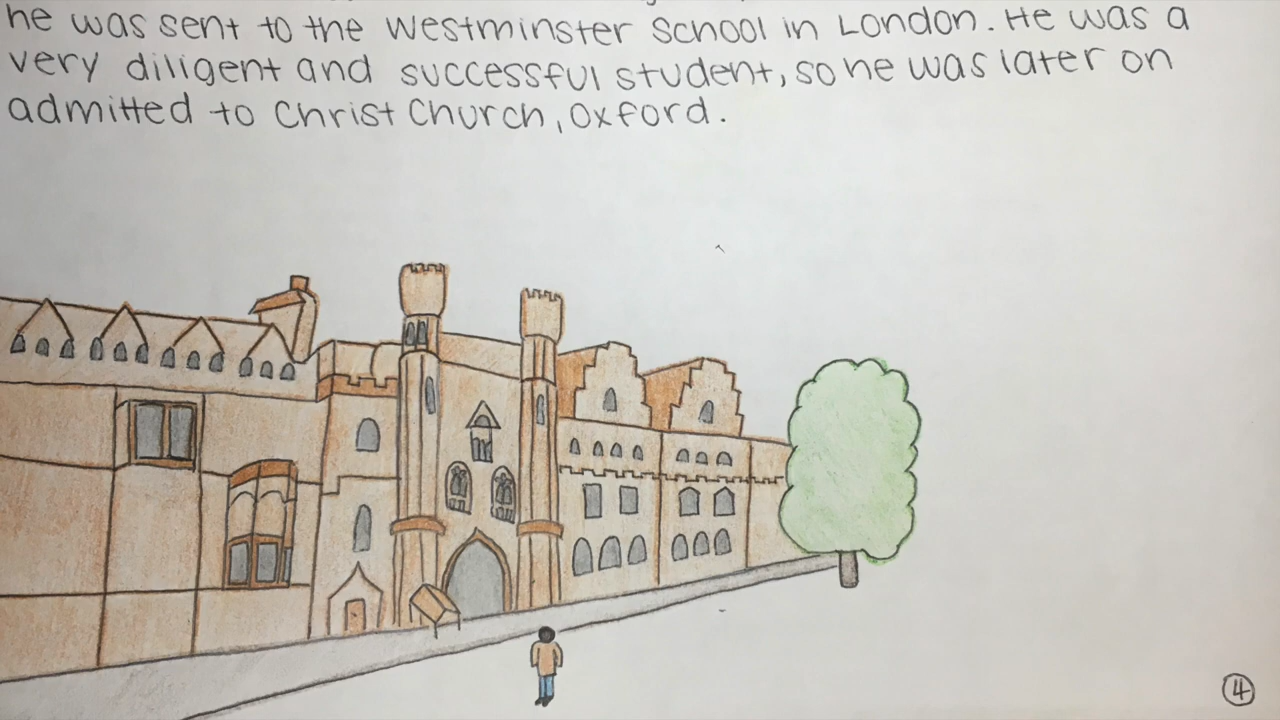 he was sent to the Westminster School in London. He was a
very diligent and successful student, so he was later on
admitted to Christ Church, Oxford.
4